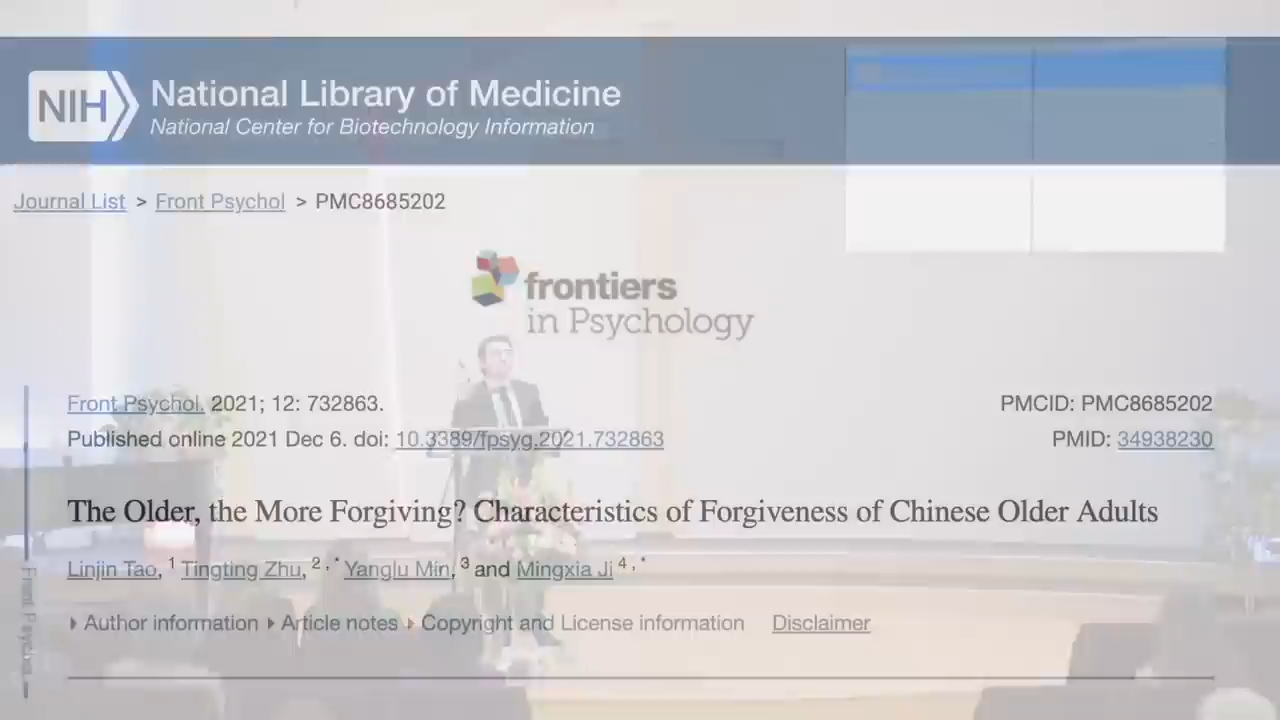 NIH
National Library of Medicine
National Center for Biotechnology Information
Journal List > Front Psychol > PMC8685202
frontiers
in Psychology
Front Psychol. 2021; 12: 732863.
PMCID: PMC8685202
Published online 2021 Dec 6. doi: 10.3389/fpsyg.2021.732863
PMID: 34938230
The Older, the More Forgiving? Characteristics of Forgiveness of Chinese Older Adults
Linjin Tao, 1 Tingting Zhu, 2,* Yanglu Min, 3 and Mingxia Ji 4,*
Author information Article notes Copyright and License information Disclaimer
Front Psychol